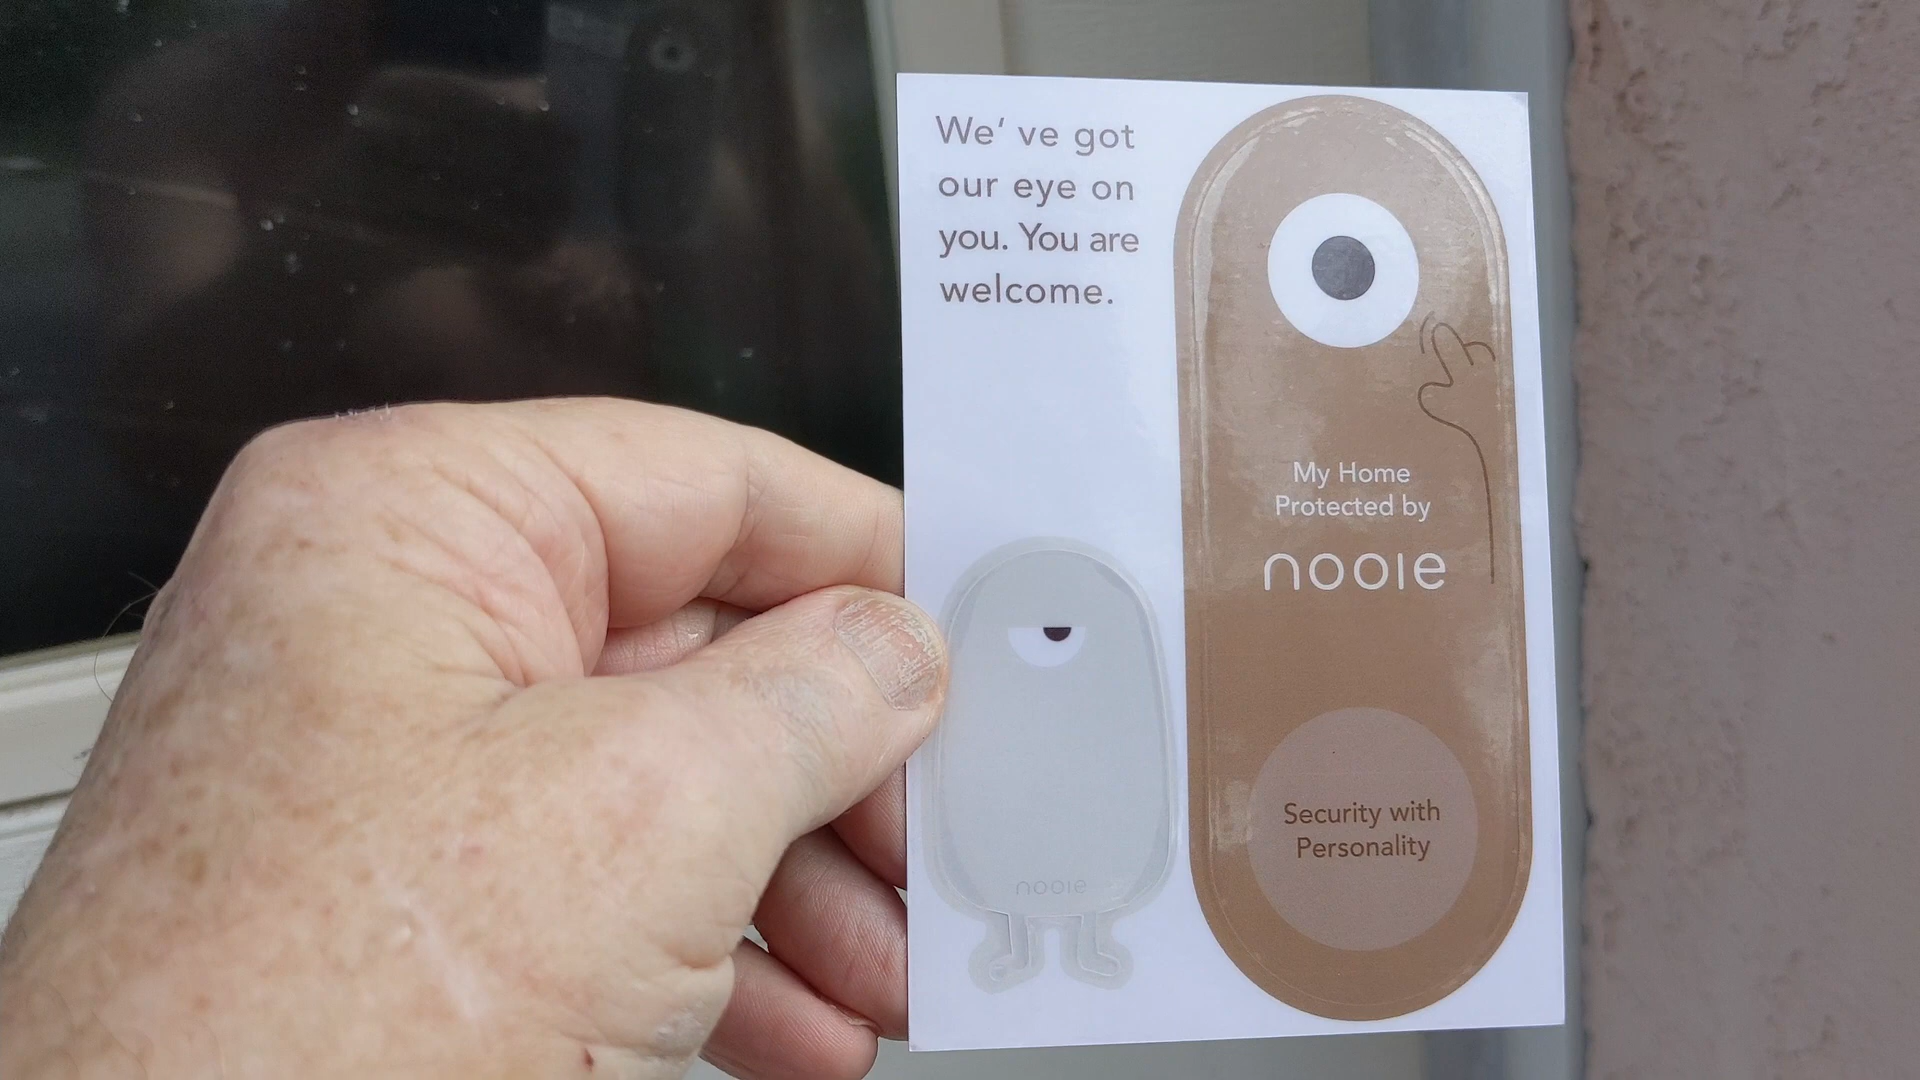 We' ve got
our eye on
you. You are
welcome.
My Home
Protected by
nooie
Security with
Personality
nooie